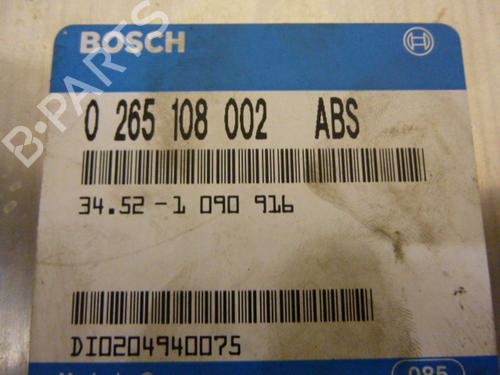 BOSCH
0 265 108 002 ABS
34.52-1 090 916
DI0204940075
085
B-PARTS